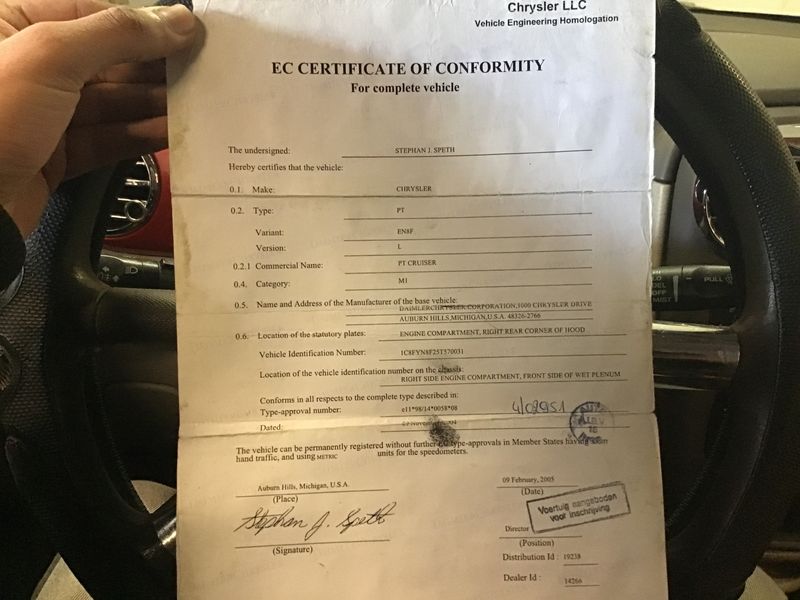 Chrysler LLC
Vehicle Engineering Homologation
EC CERTIFICATE OF CONFORMITY
For complete vehicle
The undersigned: STEPHAN J. SPETH
Hereby certifies that the vehicle:
0.1. Make: CHRYSLER
0.2. Type: PT
Variant: EN8F
Version: L
0.2.1 Commercial Name: PT CRUISER
0.4. Category: M1
0.5. Name and Address of the Manufacturer of the base vehicle:
DAIMLERCHRYSLER CORPORATION,1000 CHRYSLER DRIVE
AUBURN HILLS,MICHIGAN,U.S.A. 48326-2766
0.6. Location of the statutory plates: ENGINE COMPARTMENT, RIGHT REAR CORNER OF HOOD
Vehicle Identification Number: 1C8FYN8F25T570031
Location of the vehicle identification number on the chassis:
RIGHT SIDE ENGINE COMPARTMENT, FRONT SIDE OF WET PLENUM
Conforms in all respects to the complete type described in:
Type-approval number: e11*98/14*0058*08
Dated:
The vehicle can be permanently registered without further EC type-approvals in Member States having
hand traffic, and using METRIC units for the speedometers.
Auburn Hills, Michigan, U.S.A. 09 February, 2005
(Place) (Date)
Stephan J. Speth
Director
Voertuig aangeboden
voor inschrijving
(Signature) (Position)
Distribution Id : 19238
Dealer Id : 14266
PULL